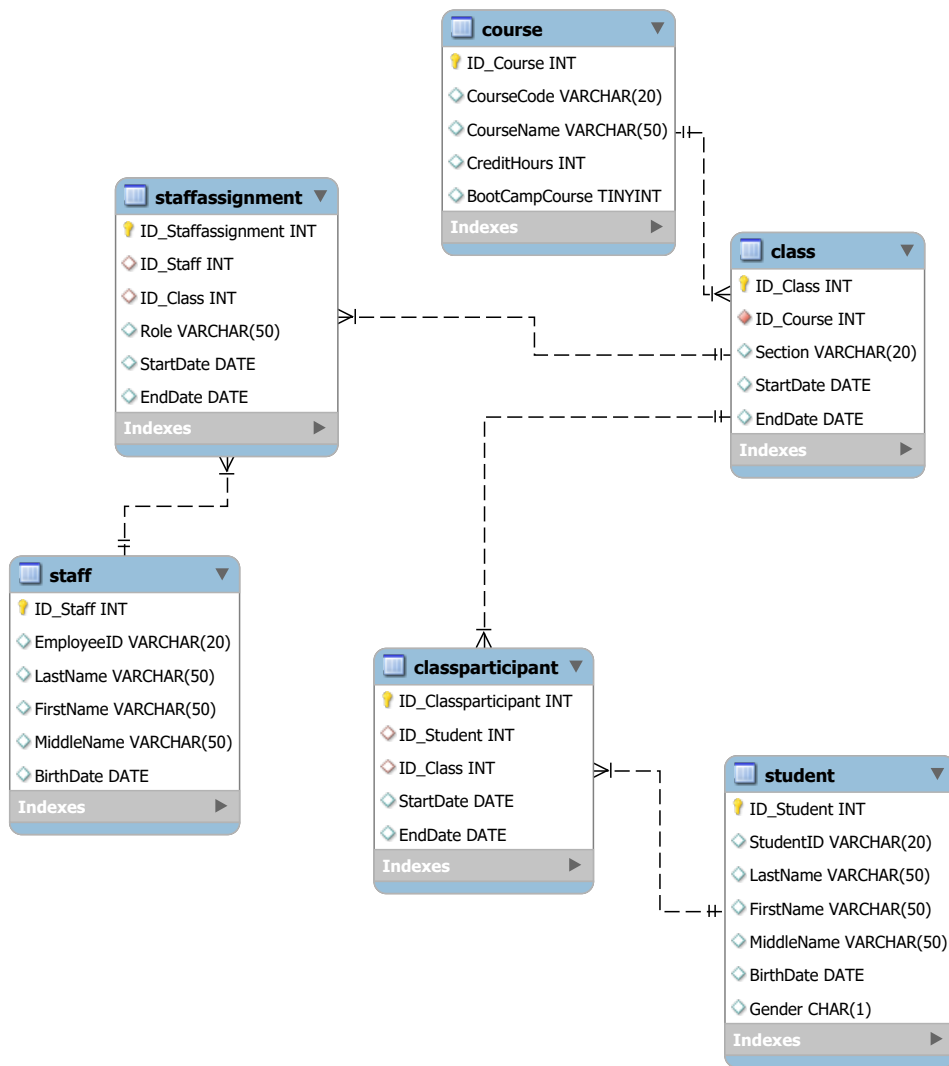 course
ID_Course INT
CourseCode VARCHAR(20)
CourseName VARCHAR(50)
CreditHours INT
BootCampCourse TINYINT
Indexes
staffassignment
ID_Staffassignment INT
ID_Staff INT
ID_Class INT
Role VARCHAR(50)
StartDate DATE
EndDate DATE
Indexes
class
ID_Class INT
ID_Course INT
Section VARCHAR(20)
StartDate DATE
EndDate DATE
Indexes
staff
ID_Staff INT
EmployeeID VARCHAR(20)
LastName VARCHAR(50)
FirstName VARCHAR(50)
MiddleName VARCHAR(50)
BirthDate DATE
Indexes
classparticipant
ID_Classparticipant INT
ID_Student INT
ID_Class INT
StartDate DATE
EndDate DATE
Indexes
student
ID_Student INT
StudentID VARCHAR(20)
LastName VARCHAR(50)
FirstName VARCHAR(50)
MiddleName VARCHAR(50)
BirthDate DATE
Gender CHAR(1)
Indexes